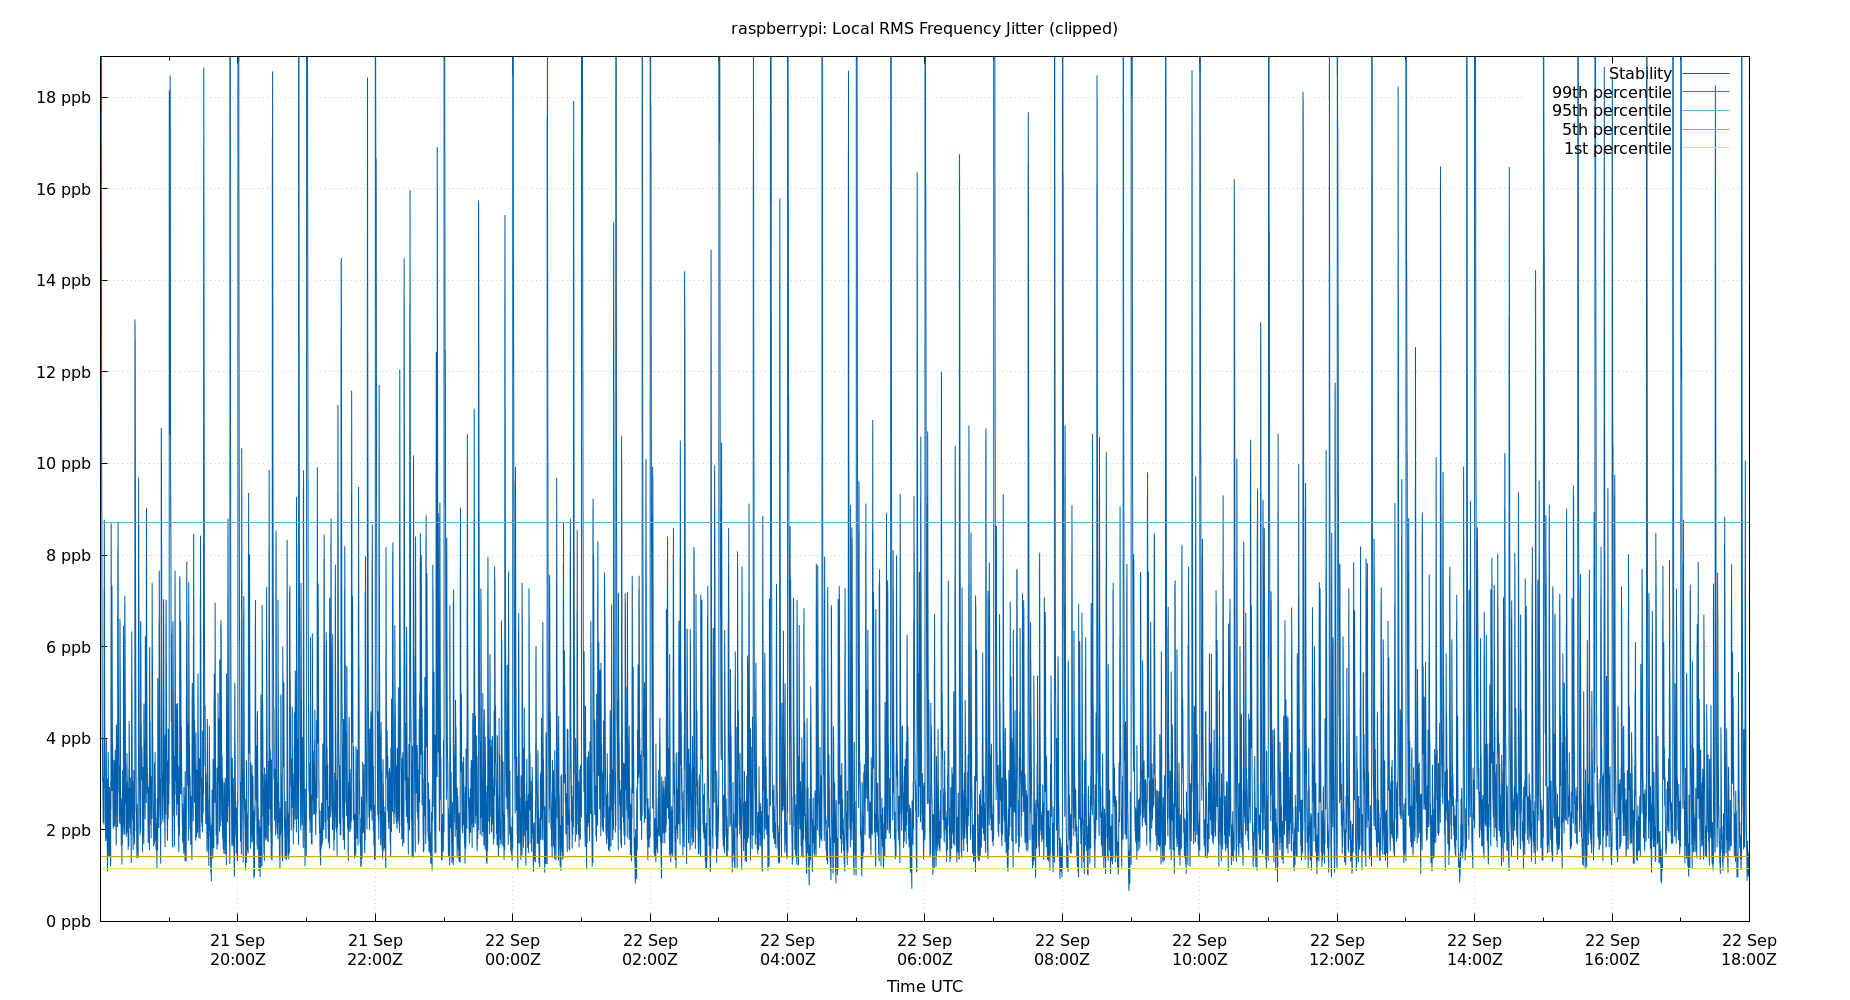 raspberrypi: Local RMS Frequency Jitter (clipped)
Stability
99th percentile
95th percentile
5th percentile
1st percentile
18 ppb
16 ppb
14 ppb
12 ppb
10 ppb
8 ppb
6 ppb
4 ppb
2 ppb
0 ppb
21 Sep 21 Sep 22 Sep 22 Sep 22 Sep 22 Sep 22 Sep 22 Sep 22 Sep 22 Sep 22 Sep 22 Sep
20:00Z 22:00Z 00:00Z 02:00Z 04:00Z 06:00Z 08:00Z 10:00Z 12:00Z 14:00Z 16:00Z 18:00Z
Time UTC